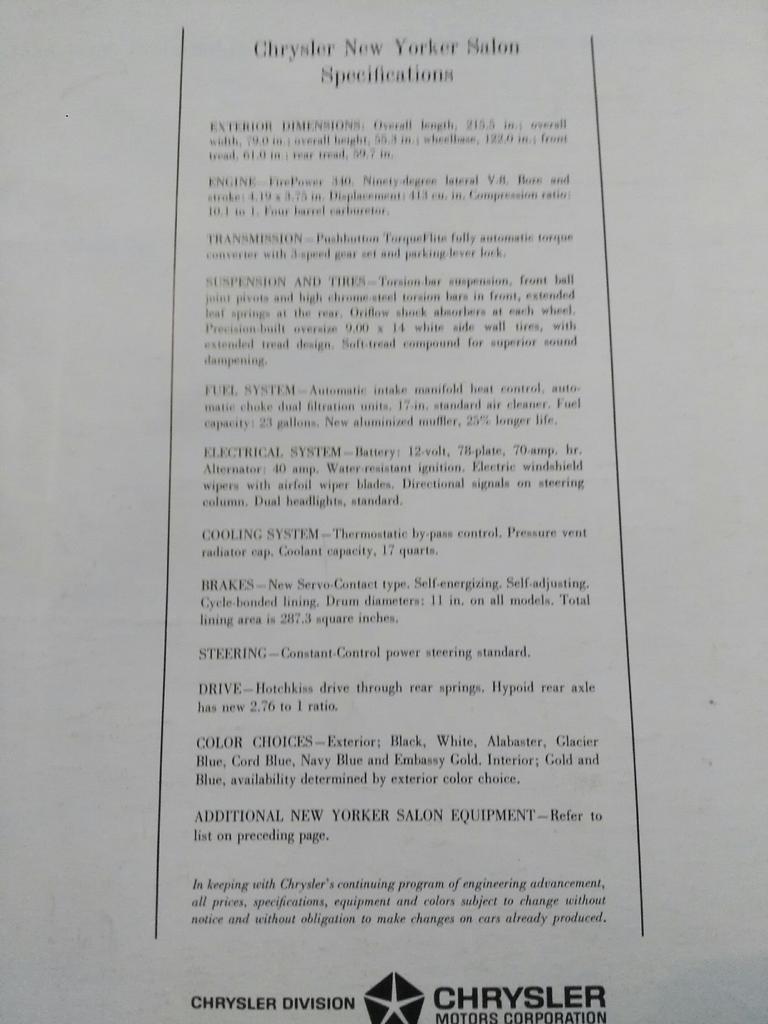 Chrysler New Yorker Salon
Specifications
EXTERIOR DIMENSIONS: Overall length, 215.5 in.; overall
width, 79.0 in.; overall height, 55.3 in.; wheelbase, 122.0 in.; front
tread, 61.0 in.; rear tread, 59.7 in.
ENGINE—FirePower 340. Ninety-degree lateral V-8. Bore and
stroke: 4.19 x 3.75 in. Displacement: 413 cu. in. Compression ratio:
10.1 to 1. Four barrel carburetor.
TRANSMISSION—Pushbutton TorqueFlite fully automatic torque
converter with 3-speed gear set and parking-lever lock.
SUSPENSION AND TIRES—Torsion-bar suspension, front ball
joint pivots and high chrome-steel torsion bars in front, extended
leaf springs at the rear. Oriflow shock absorbers at each wheel.
Precision-built oversize 9.00 x 14 white side wall tires, with
extended tread design. Soft-tread compound for superior sound
dampening.
FUEL SYSTEM—Automatic intake manifold heat control, auto-
matic choke dual filtration units. 17-in. standard air cleaner. Fuel
capacity: 23 gallons. New aluminized muffler, 25% longer life.
ELECTRICAL SYSTEM—Battery: 12-volt, 78-plate, 70-amp. hr.
Alternator: 40 amp. Water-resistant ignition. Electric windshield
wipers with airfoil wiper blades. Directional signals on steering
column. Dual headlights, standard.
COOLING SYSTEM—Thermostatic by-pass control. Pressure vent
radiator cap. Coolant capacity, 17 quarts.
BRAKES—New Servo-Contact type. Self-energizing. Self-adjusting.
Cycle-bonded lining. Drum diameters: 11 in. on all models. Total
lining area is 287.3 square inches.
STEERING—Constant-Control power steering standard.
DRIVE—Hotchkiss drive through rear springs. Hypoid rear axle
has new 2.76 to 1 ratio.
COLOR CHOICES—Exterior; Black, White, Alabaster, Glacier
Blue, Cord Blue, Navy Blue and Embassy Gold. Interior; Gold and
Blue, availability determined by exterior color choice.
ADDITIONAL NEW YORKER SALON EQUIPMENT—Refer to
list on preceding page.
In keeping with Chrysler's continuing program of engineering advancement,
all prices, specifications, equipment and colors subject to change without
notice and without obligation to make changes on cars already produced.
CHRYSLER DIVISION CHRYSLER
MOTORS CORPORATION